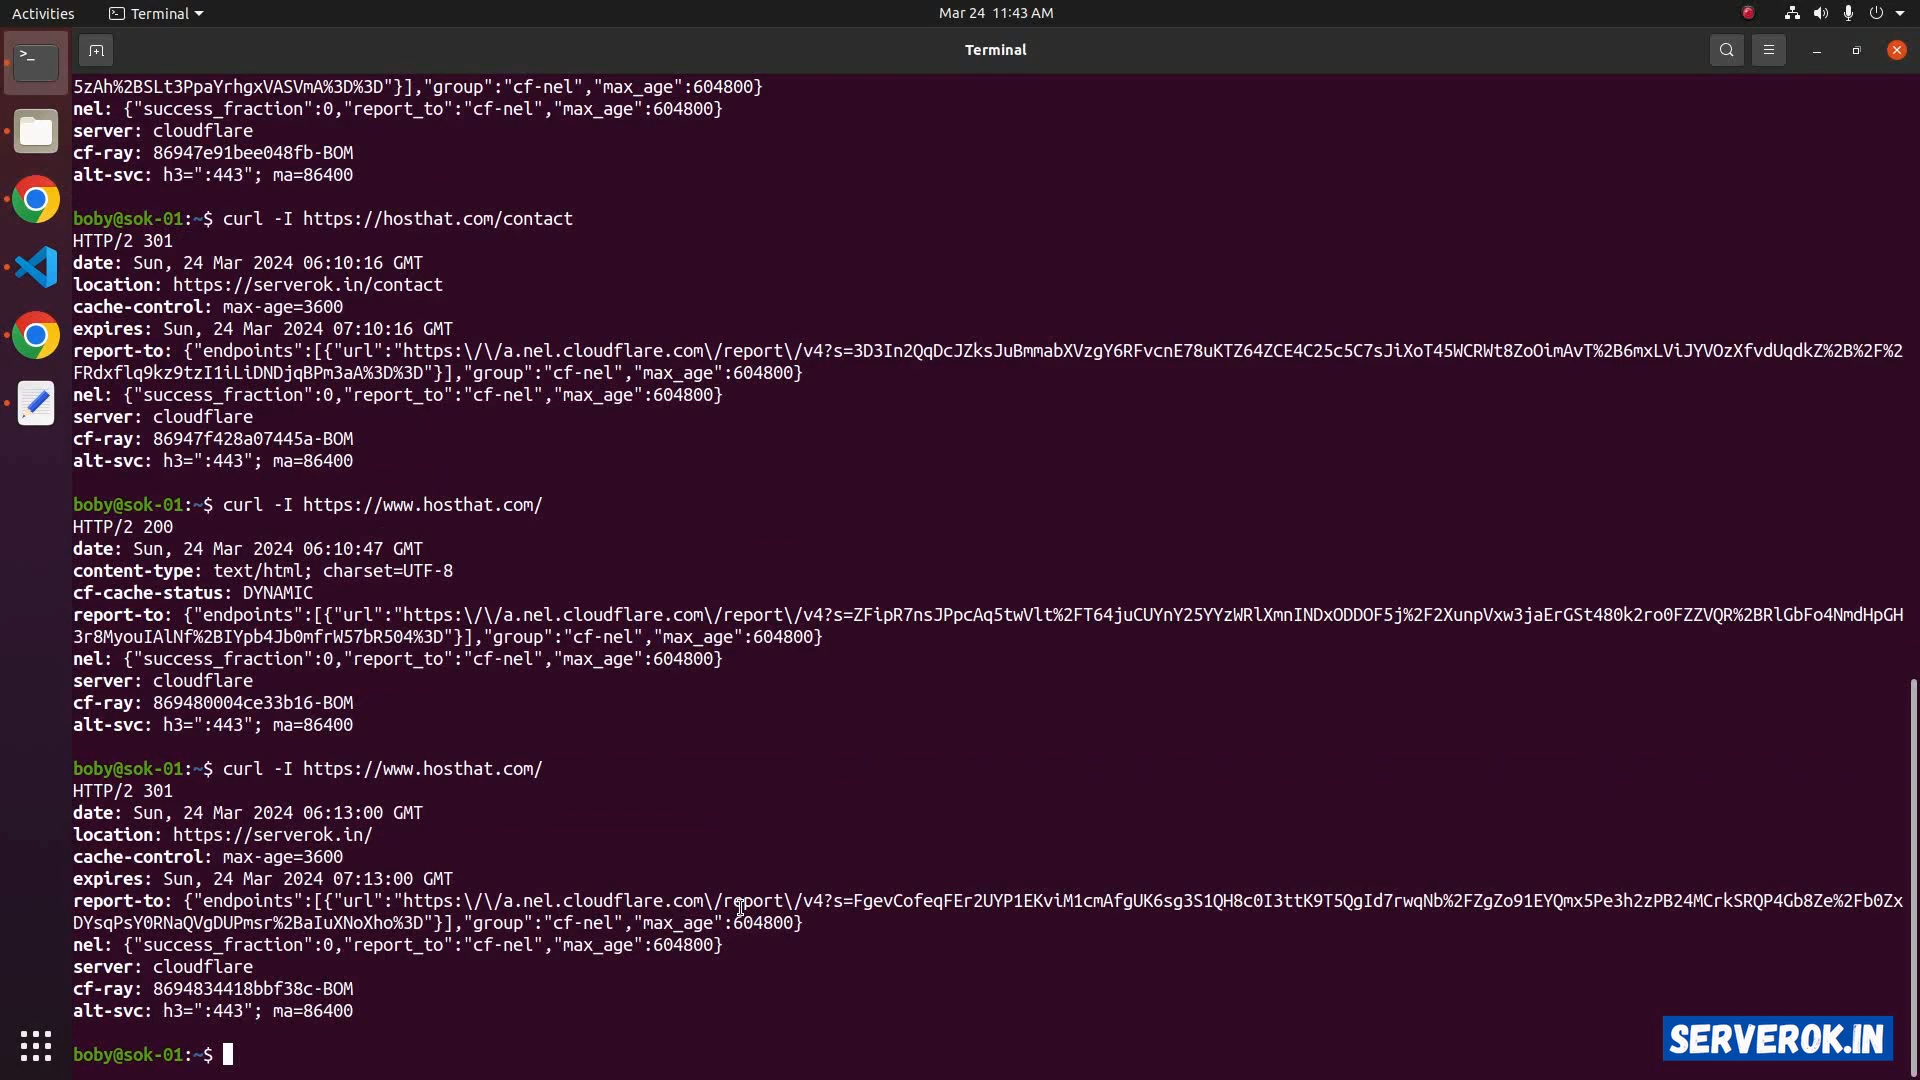 Activities
Terminal
Mar 24 11:43 AM
Terminal
5zAh%2BSLt3PpaYrhgxVASVmA%3D%3D"}],"group":"cf-nel","max_age":604800}
nel: {"success_fraction":0,"report_to":"cf-nel","max_age":604800}
server: cloudflare
cf-ray: 86947e91bee048fb-BOM
alt-svc: h3=":443"; ma=86400
boby@sok-01:~$ curl -I https://hosthat.com/contact
HTTP/2 301
date: Sun, 24 Mar 2024 06:10:16 GMT
location: https://serverok.in/contact
cache-control: max-age=3600
expires: Sun, 24 Mar 2024 07:10:16 GMT
report-to: {"endpoints":[{"url":"https:\/\/a.nel.cloudflare.com\/report\/v4?s=3D3In2QqDcJZksJuBmmabXVzgY6RFvcnE78uKTZ64ZCE4C25c5C7sJiXoT45WCRWt8ZoOimAvT%2B6mxLViJYVOzXfvdUqdkZ%2B%2F%2
FRdxflq9kz9tzI1iLiDNDjqBPm3aA%3D%3D"}],"group":"cf-nel","max_age":604800}
nel: {"success_fraction":0,"report_to":"cf-nel","max_age":604800}
server: cloudflare
cf-ray: 86947f428a07445a-BOM
alt-svc: h3=":443"; ma=86400
boby@sok-01:~$ curl -I https://www.hosthat.com/
HTTP/2 200
date: Sun, 24 Mar 2024 06:10:47 GMT
content-type: text/html; charset=UTF-8
cf-cache-status: DYNAMIC
report-to: {"endpoints":[{"url":"https:\/\/a.nel.cloudflare.com\/report\/v4?s=ZFipR7nsJPpcAq5twVlt%2FT64juCUYnY25YYzWRlXmnINDxODDOF5j%2F2XunpVxw3jaErGSt480k2ro0FZZVQR%2BRlGbFo4NmdHpGH
3r8MyouIAlNf%2BIYpb4Jb0mfrW57bR504%3D"}],"group":"cf-nel","max_age":604800}
nel: {"success_fraction":0,"report_to":"cf-nel","max_age":604800}
server: cloudflare
cf-ray: 869480004ce33b16-BOM
alt-svc: h3=":443"; ma=86400
boby@sok-01:~$ curl -I https://www.hosthat.com/
HTTP/2 301
date: Sun, 24 Mar 2024 06:13:00 GMT
location: https://serverok.in/
cache-control: max-age=3600
expires: Sun, 24 Mar 2024 07:13:00 GMT
report-to: {"endpoints":[{"url":"https:\/\/a.nel.cloudflare.com\/report\/v4?s=FgevCofeqFEr2UYP1EKviM1cmAfgUK6sg3S1QH8c0I3ttK9T5QgId7rwqNb%2FZgZo91EYQmx5Pe3h2zPB24MCrkSRQP4Gb8Ze%2Fb0Zx
DYsqPsY0RNaQVgDUPmsr%2BaIuXNoXho%3D"}],"group":"cf-nel","max_age":604800}
nel: {"success_fraction":0,"report_to":"cf-nel","max_age":604800}
server: cloudflare
cf-ray: 8694834418bbf38c-BOM
alt-svc: h3=":443"; ma=86400
boby@sok-01:~$
SERVEROK.IN